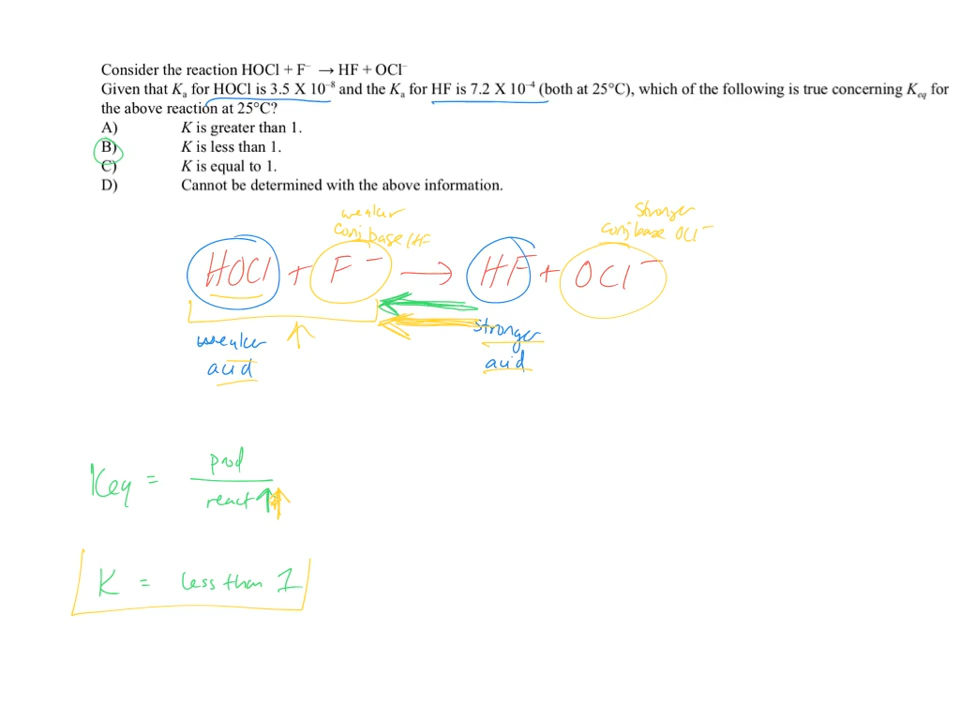 Consider the reaction HOCl + F⁻ → HF + OCl⁻
Given that Kₐ for HOCl is 3.5 X 10⁻⁸ and the Kₐ for HF is 7.2 X 10⁻⁴ (both at 25°C), which of the following is true concerning K_eq for
the above reaction at 25°C?
A) K is greater than 1.
B) K is less than 1.
C) K is equal to 1.
D) Cannot be determined with the above information.
weaker
conj base HF
stronger
conj base OCl⁻
HOCl + F⁻ → HF + OCl⁻
weaker
acid
stronger
acid
Keq = prod
react
K = less than 1